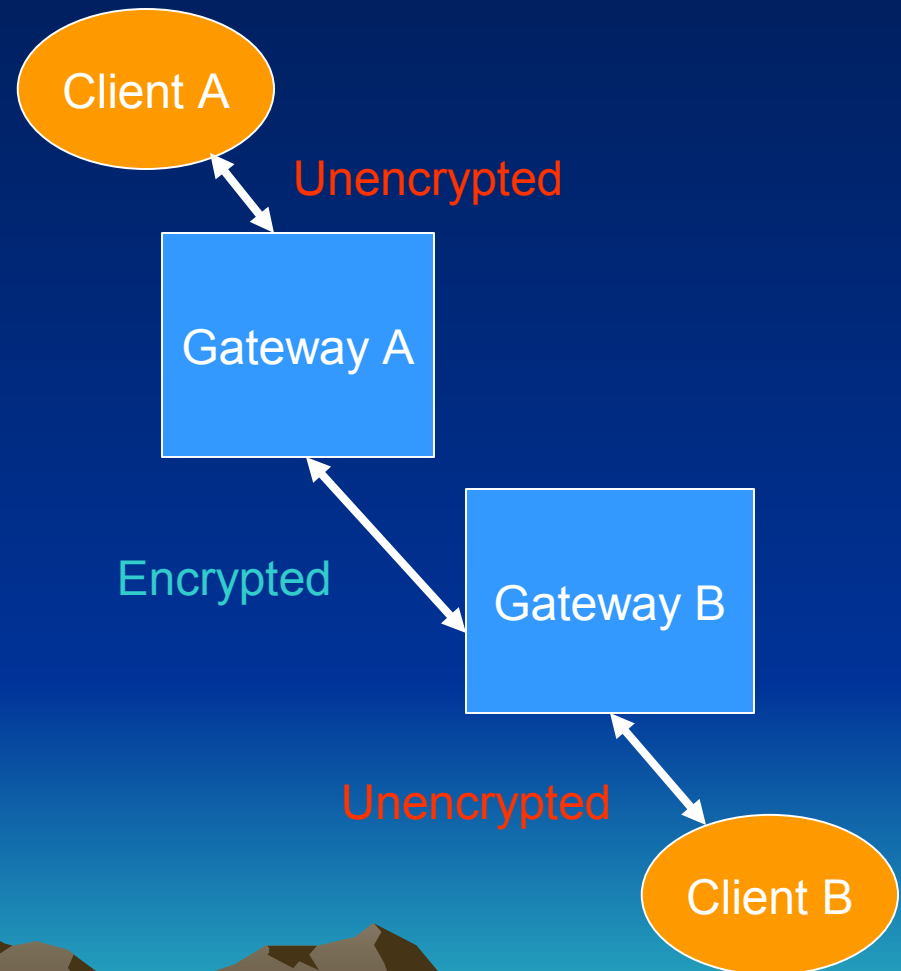 Client A
Unencrypted
Gateway A
Encrypted
Gateway B
Unencrypted
Client B